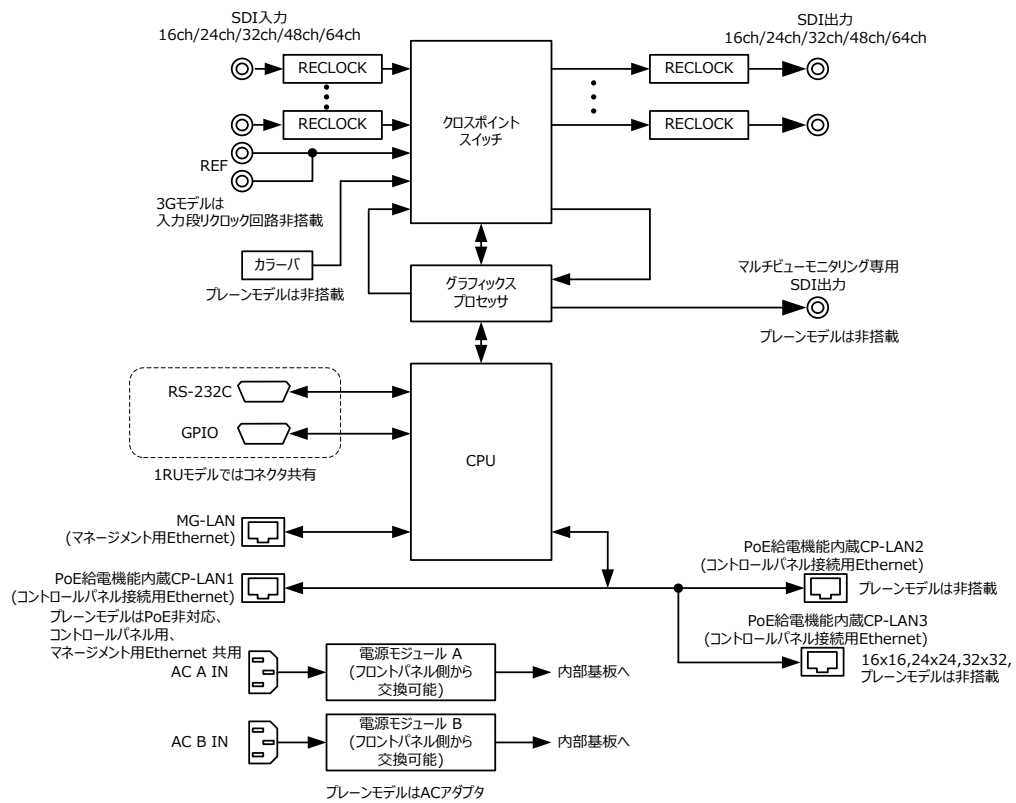 SDI入力
16ch/24ch/32ch/48ch/64ch
SDI出力
16ch/24ch/32ch/48ch/64ch
RECLOCK
RECLOCK
RECLOCK
RECLOCK
クロスポイント
スイッチ
REF
3Gモデルは
入力段リクロック回路非搭載
カラーバ
プレーンモデルは非搭載
グラフィックス
プロセッサ
マルチビューモニタリング専用
SDI出力
プレーンモデルは非搭載
RS-232C
GPIO
1RUモデルではコネクタ共有
CPU
MG-LAN
(マネージメント用Ethernet)
PoE給電機能内蔵CP-LAN1
(コントロールパネル接続用Ethernet)
プレーンモデルはPoE非対応、
コントロールパネル用、
マネージメント用Ethernet 共用
PoE給電機能内蔵CP-LAN2
(コントロールパネル接続用Ethernet)
プレーンモデルは非搭載
PoE給電機能内蔵CP-LAN3
(コントロールパネル接続用Ethernet)
16x16,24x24,32x32,
プレーンモデルは非搭載
AC A IN
電源モジュール A
(フロントパネル側から
交換可能)
内部基板へ
AC B IN
電源モジュール B
(フロントパネル側から
交換可能)
内部基板へ
プレーンモデルはACアダプタ